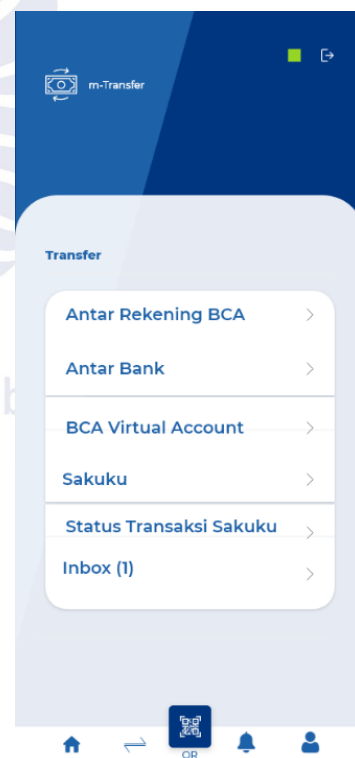 m-Transfer
Transfer
Antar Rekening BCA
Antar Bank
BCA Virtual Account
Sakuku
Status Transaksi Sakuku
Inbox (1)
QR